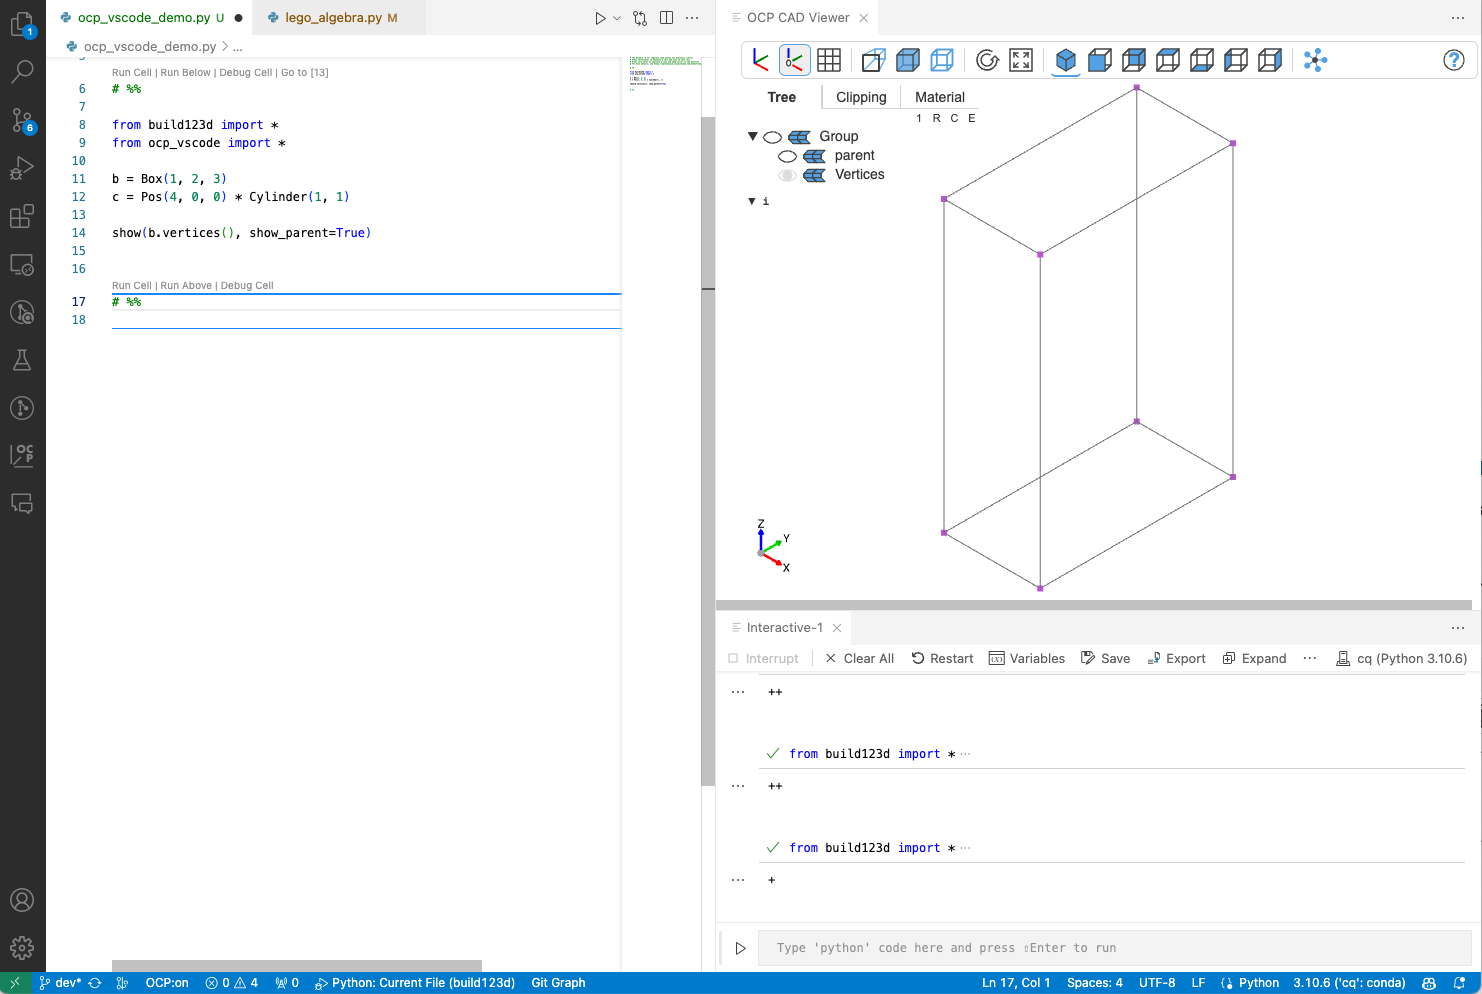 ocp_vscode_demo.py U
lego_algebra.py M
ocp_vscode_demo.py > ...
Run Cell | Run Below | Debug Cell | Go to [13]
6 # %%
7
8 from build123d import *
9 from ocp_vscode import *
10
11 b = Box(1, 2, 3)
12 c = Pos(4, 0, 0) * Cylinder(1, 1)
13
14 show(b.vertices(), show_parent=True)
15
16
Run Cell | Run Above | Debug Cell
17 # %%
18
1
6
OCP
OCP CAD Viewer
0
?
Tree
Clipping
Material
1 R C E
Group
parent
Vertices
i
Z
Y
X
Interactive-1
Interrupt
Clear All
Restart
Variables
Save
Export
Expand
...
cq (Python 3.10.6)
... ++
from build123d import * ...
... ++
from build123d import * ...
... +
Type 'python' code here and press ⇧Enter to run
dev*
OCP:on
0
4
0
Python: Current File (build123d)
Git Graph
Ln 17, Col 1
Spaces: 4
UTF-8
LF
Python
3.10.6 ('cq': conda)